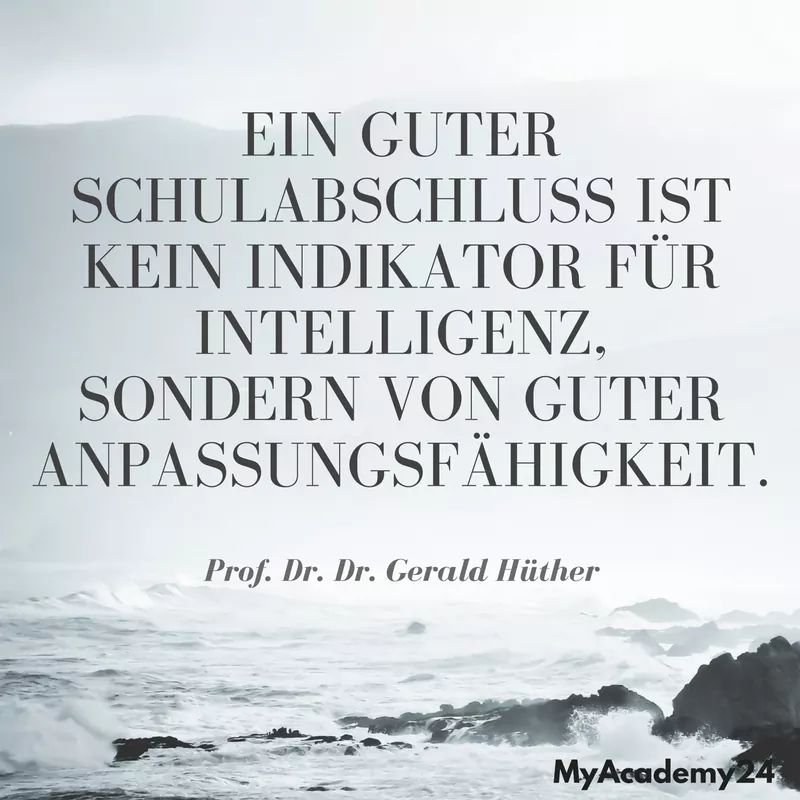 EIN GUTER
SCHULABSCHLUSS IST
KEIN INDIKATOR FÜR
INTELLIGENZ,
SONDERN VON GUTER
ANPASSUNGSFÄHIGKEIT.
Prof. Dr. Dr. Gerald Hüther
MyAcademy24